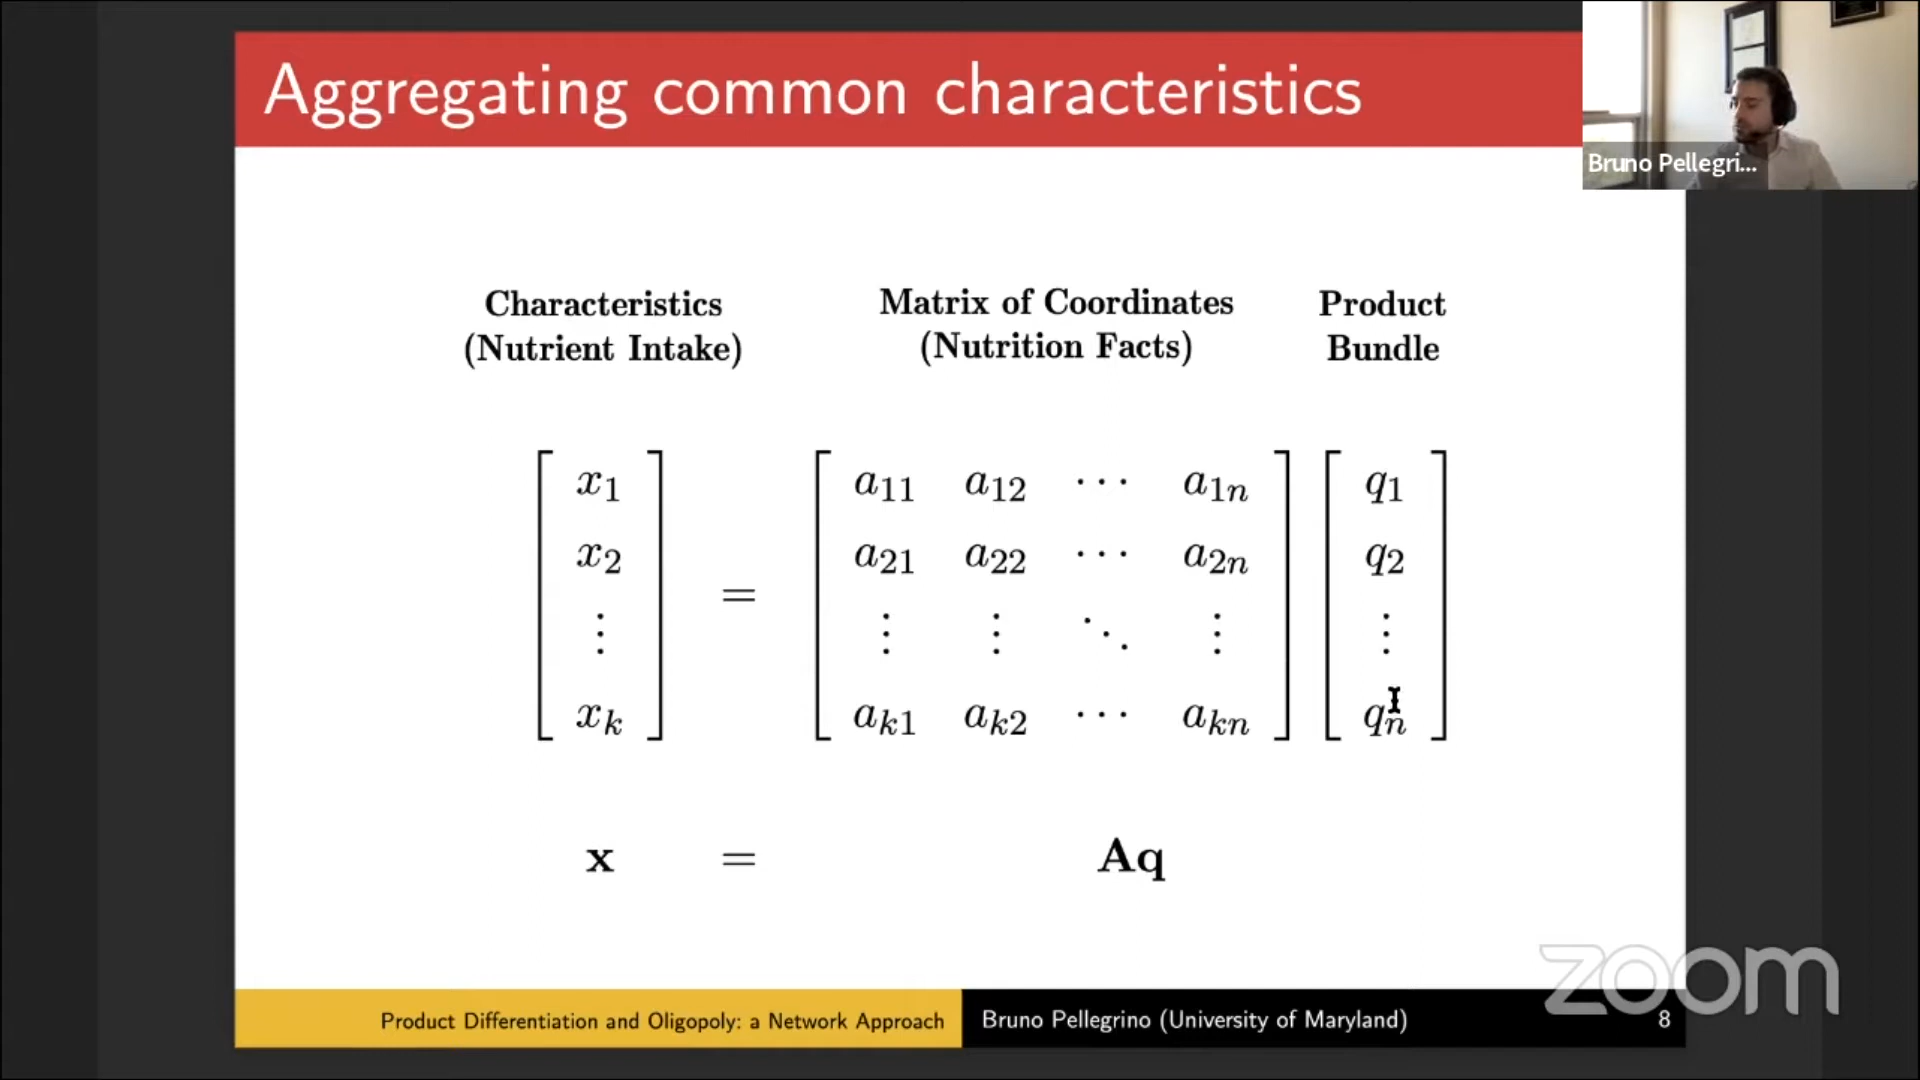 Aggregating common characteristics
Bruno Pellegri...
Characteristics
(Nutrient Intake)
Matrix of Coordinates
(Nutrition Facts)
Product
Bundle
x1 a11 a12 ⋯ a1n q1
x2 a21 a22 ⋯ a2n q2
⋮ = ⋮ ⋮ ⋱ ⋮ ⋮
xk ak1 ak2 ⋯ akn qn
x = Aq
zoom
Product Differentiation and Oligopoly: a Network Approach
Bruno Pellegrino (University of Maryland)
8